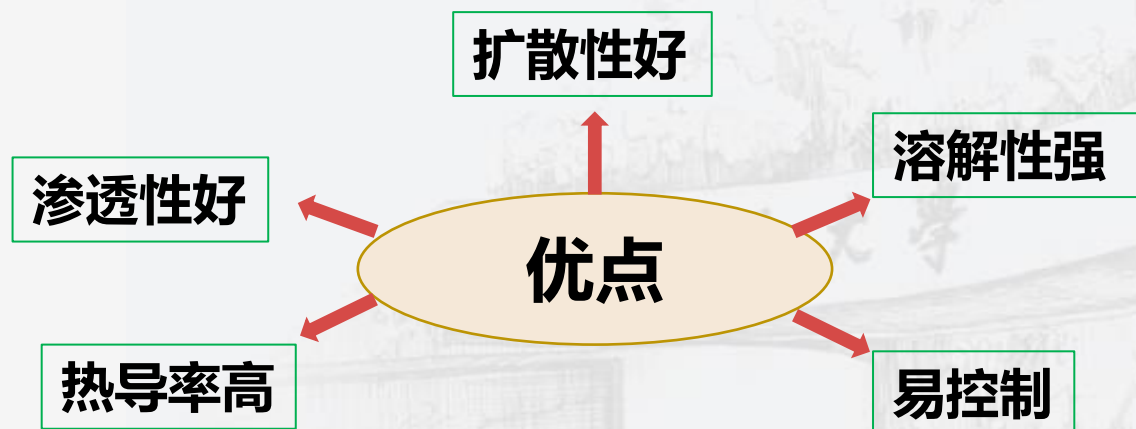 扩散性好
溶解性强
渗透性好
优点
热导率高
易控制